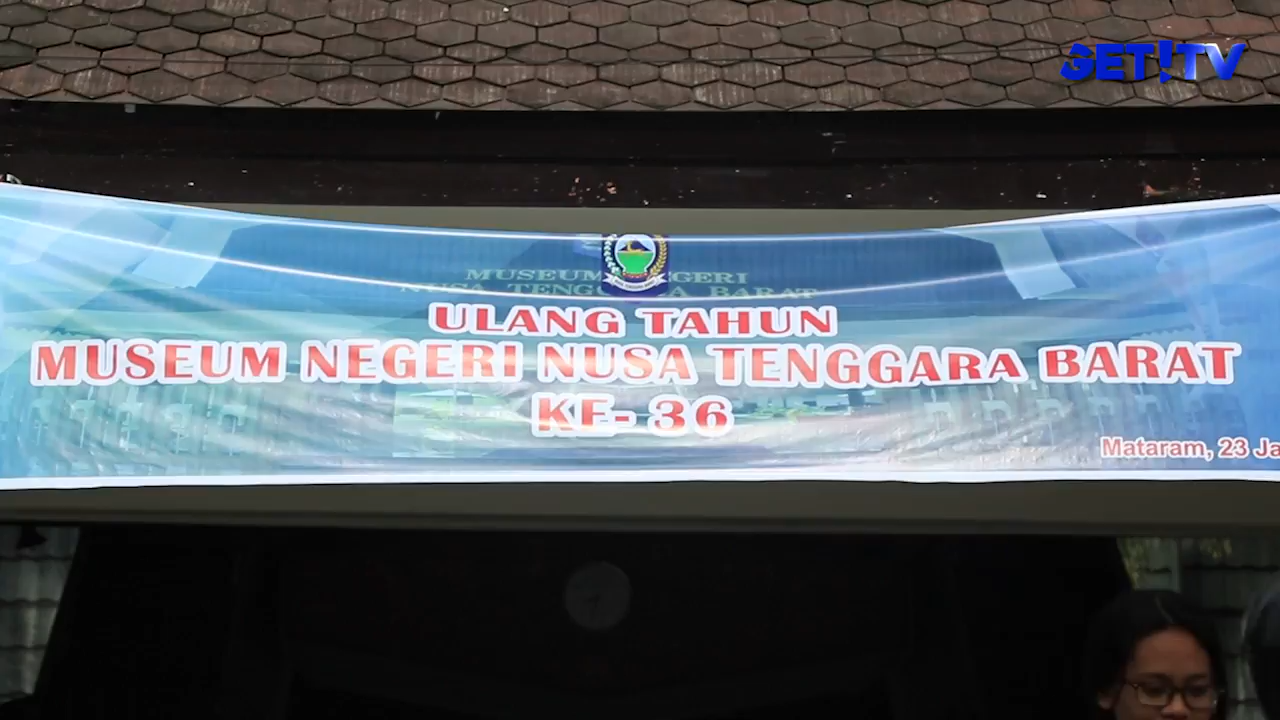 GET!TV
MUSEUM NEGERI
NUSA TENGGARA BARAT
ULANG TAHUN
MUSEUM NEGERI NUSA TENGGARA BARAT
KE- 36
Mataram, 23 Ja